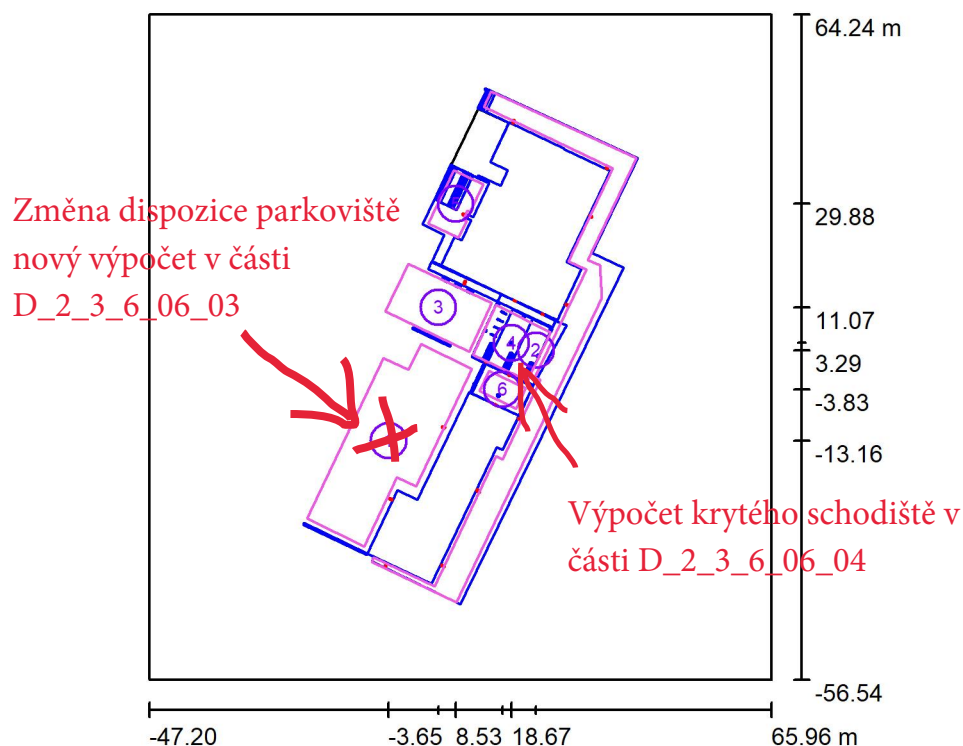 64.24 m
29.88
Změna dispozice parkoviště
nový výpočet v části
D_2_3_6_06_03
3
11.07
4
2
3.29
6
-3.83
-13.16
Výpočet krytého schodiště v
části D_2_3_6_06_04
-56.54
-47.20
-3.65
8.53
18.67
65.96 m